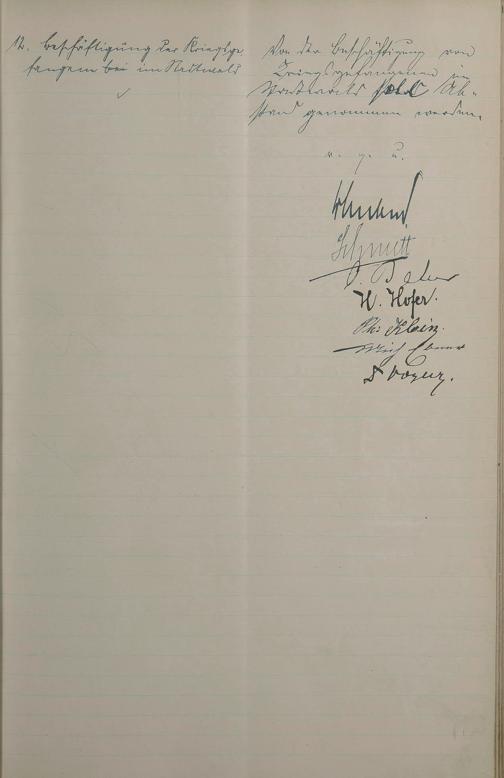 12. Beschäftigung der Kriegsge-
fangenen bei im Stadtwald
Von der Beschäftigung von
Kriegsgefangenen im
Stadtwald soll Ab-
stand genommen werden.
v. g. u.
Schmitt
H. Hofer.
Ph. Klein.